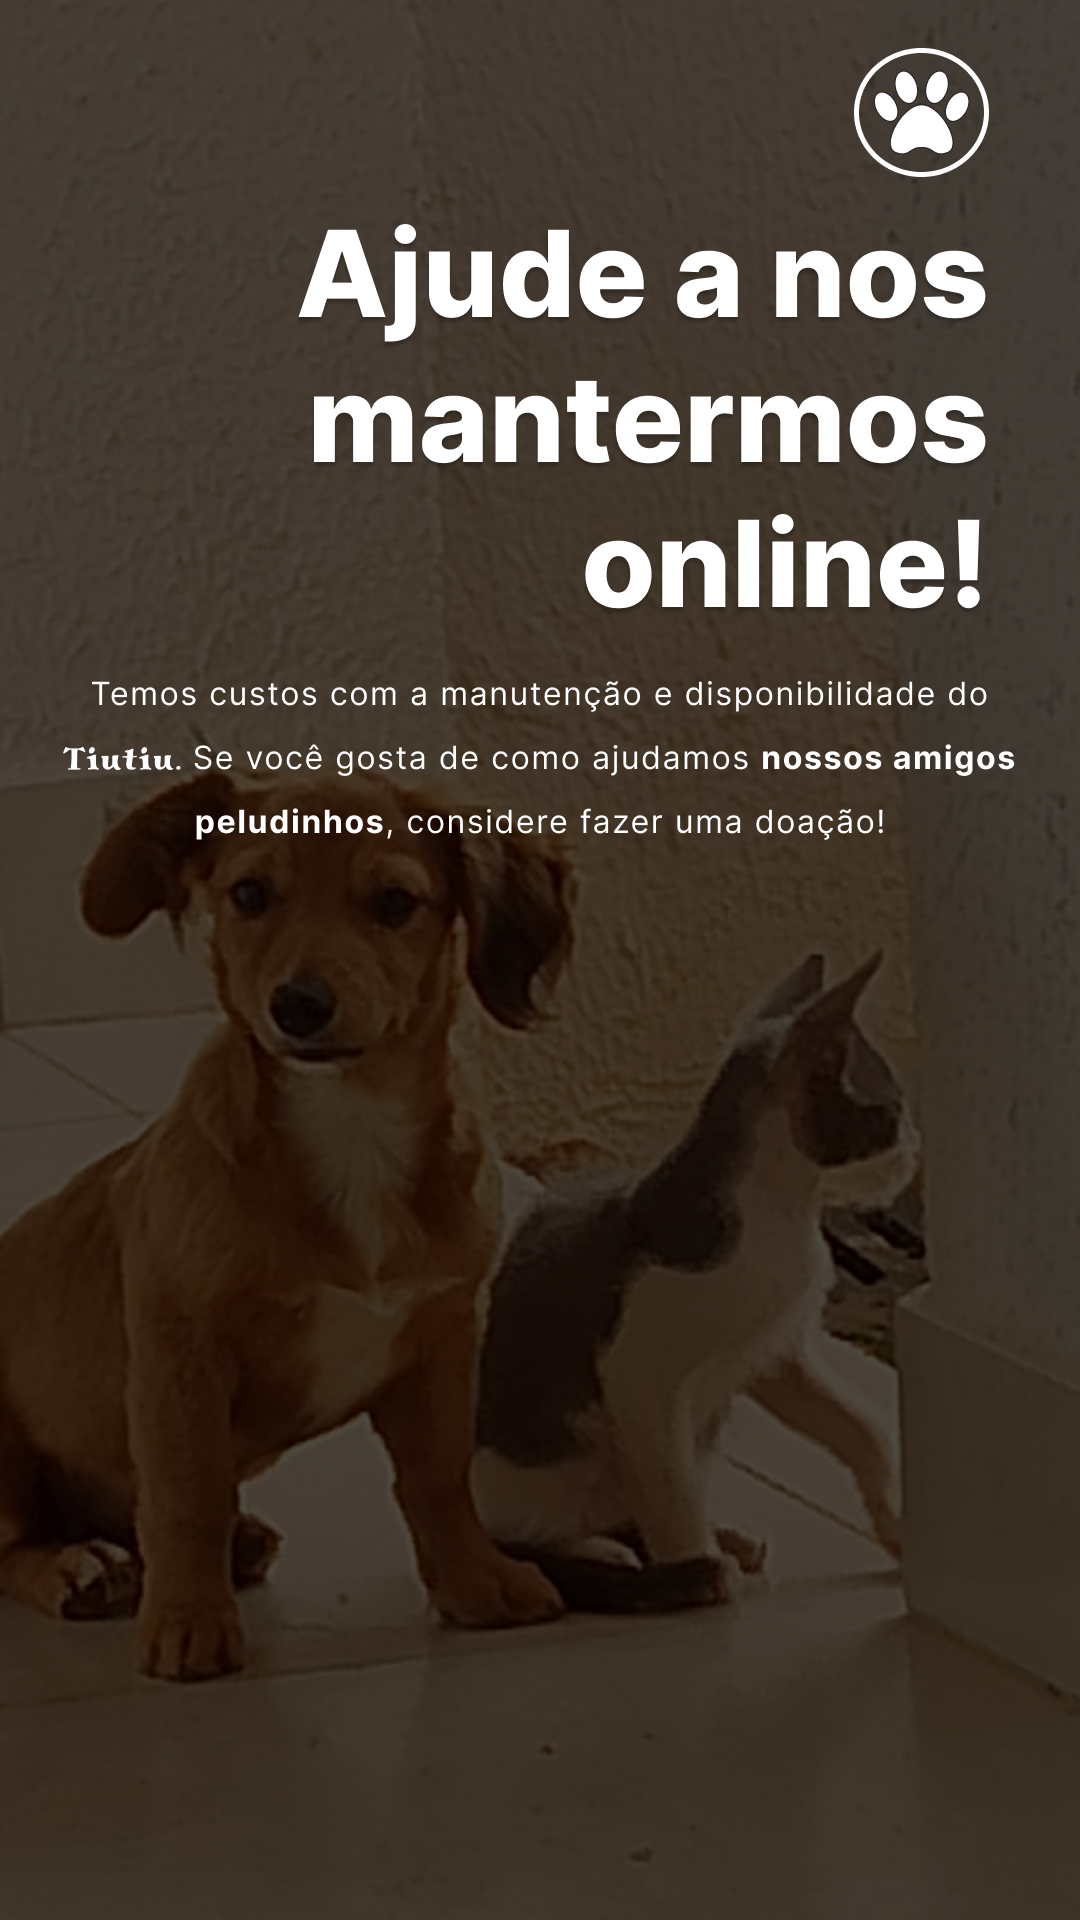 Ajude a nos
mantermos
online!
Temos custos com a manutenção e disponibilidade do
Tiutiu. Se você gosta de como ajudamos nossos amigos
peludinhos, considere fazer uma doação!